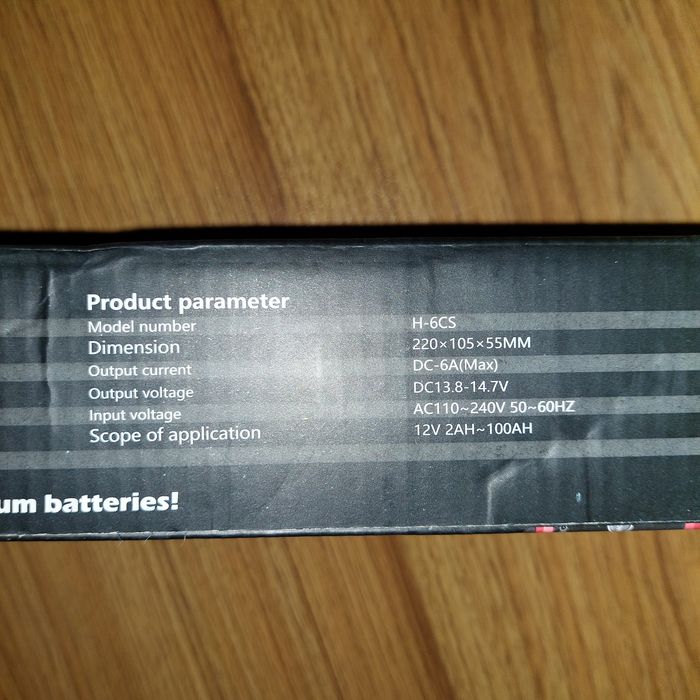 Product parameter
Model number H-6CS
Dimension 220×105×55MM
Output current DC-6A(Max)
Output voltage DC13.8-14.7V
Input voltage AC110~240V 50~60HZ
Scope of application 12V 2AH~100AH
um batteries!